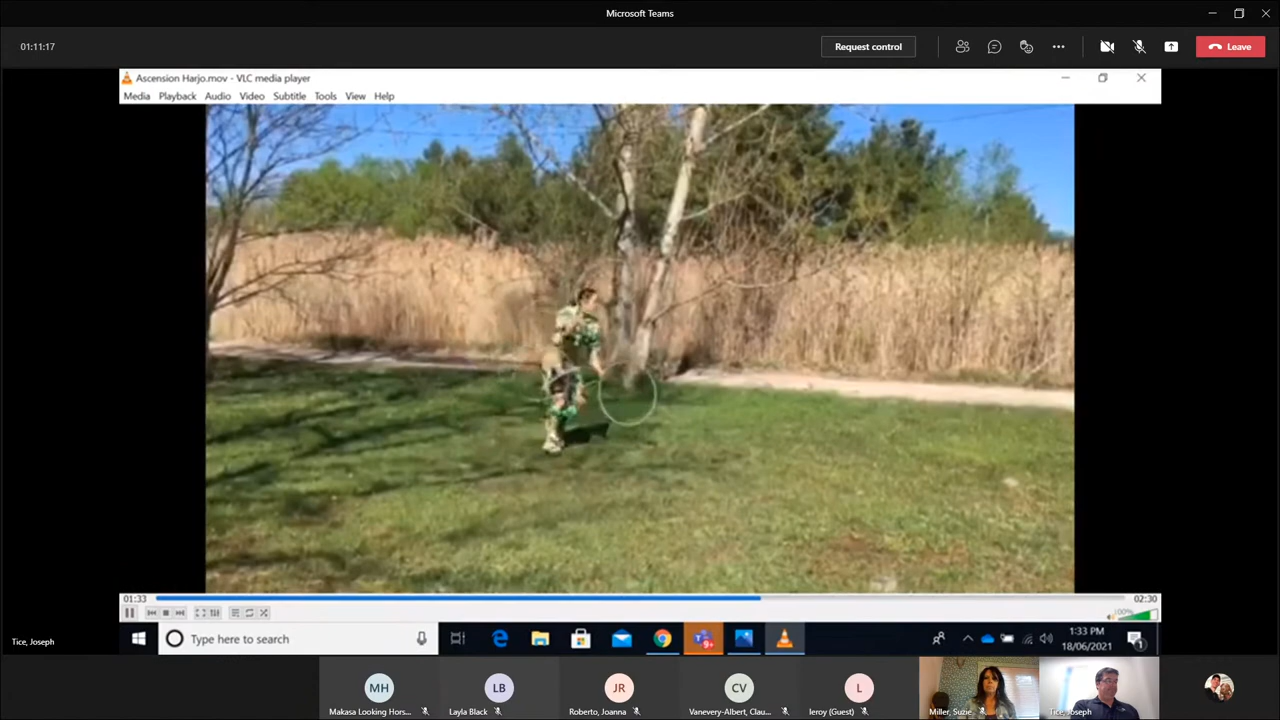 Microsoft Teams
01:11:17
Request control
Leave
Ascension Harjo.mov - VLC media player
Media Playback Audio Video Subtitle Tools View Help
01:33
02:30
100%
Type here to search
9+
1:33 PM
18/06/2021
1
Tice, Joseph
MH
LB
JR
CV
L
Makasa Looking Hors...
Layla Black
Roberto, Joanna
Vanevery-Albert, Clau...
leroy (Guest)
Miller, Suzie
Tice, Joseph